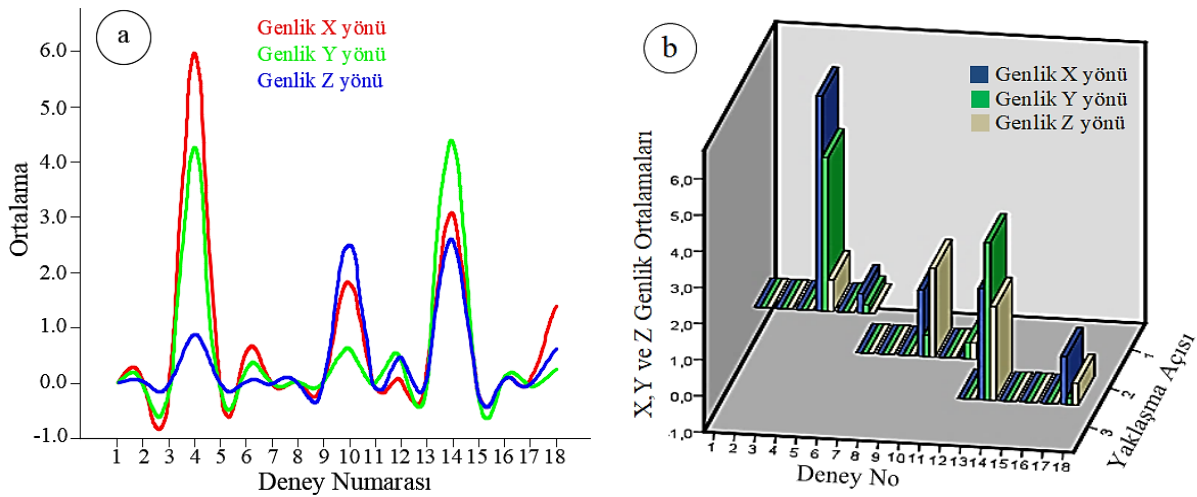 a
Genlik X yönü
Genlik Y yönü
Genlik Z yönü
Ortalama
6.0
5.0
4.0
3.0
2.0
1.0
0.0
-1.0
1 2 3 4 5 6 7 8 9 10 11 12 13 14 15 16 17 18
Deney Numarası
b
Genlik X yönü
Genlik Y yönü
Genlik Z yönü
X,Y ve Z Genlik Ortalamaları
6,0
5,0
4,0
3,0
2,0
1,0
0,0
-1,0
1 2 3 4 5 6 7 8 9 10 11 12 13 14 15 16 17 18
Deney No
1
2
3
Yaklaşma Açısı